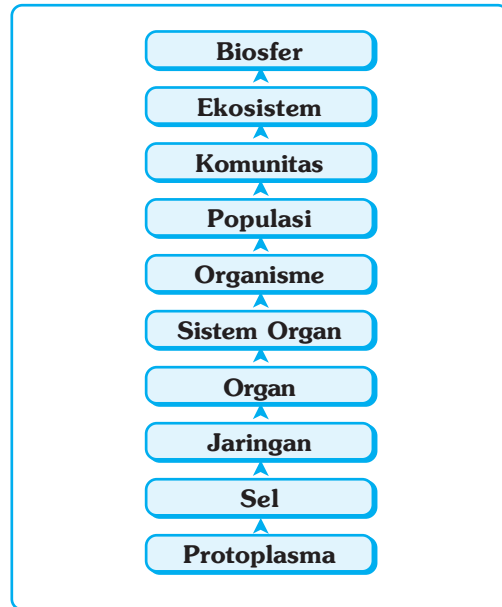 Biosfer
Ekosistem
Komunitas
Populasi
Organisme
Sistem Organ
Organ
Jaringan
Sel
Protoplasma